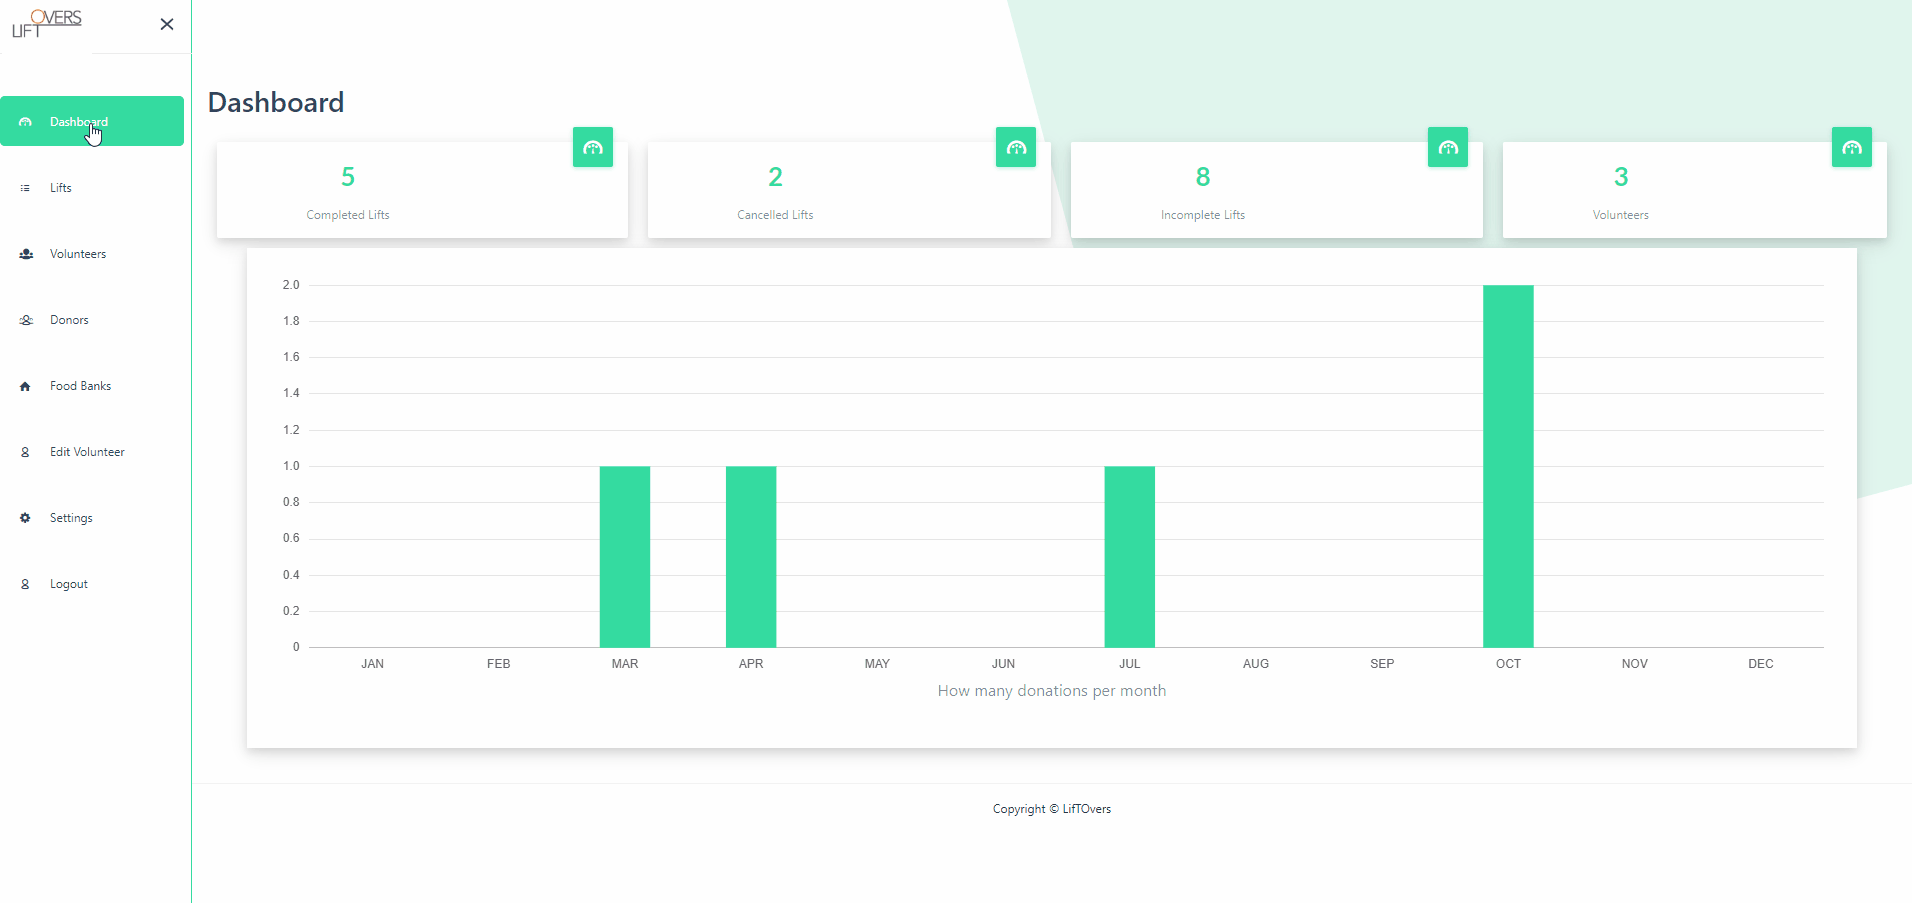 LIFTOVERS
Dashboard
Lifts
Volunteers
Donors
Food Banks
Edit Volunteer
Settings
Logout
Dashboard
5
Completed Lifts
2
Cancelled Lifts
8
Incomplete Lifts
3
Volunteers
2.0
1.8
1.6
1.4
1.2
1.0
0.8
0.6
0.4
0.2
0
JAN FEB MAR APR MAY JUN JUL AUG SEP OCT NOV DEC
How many donations per month
Copyright © LifTOvers